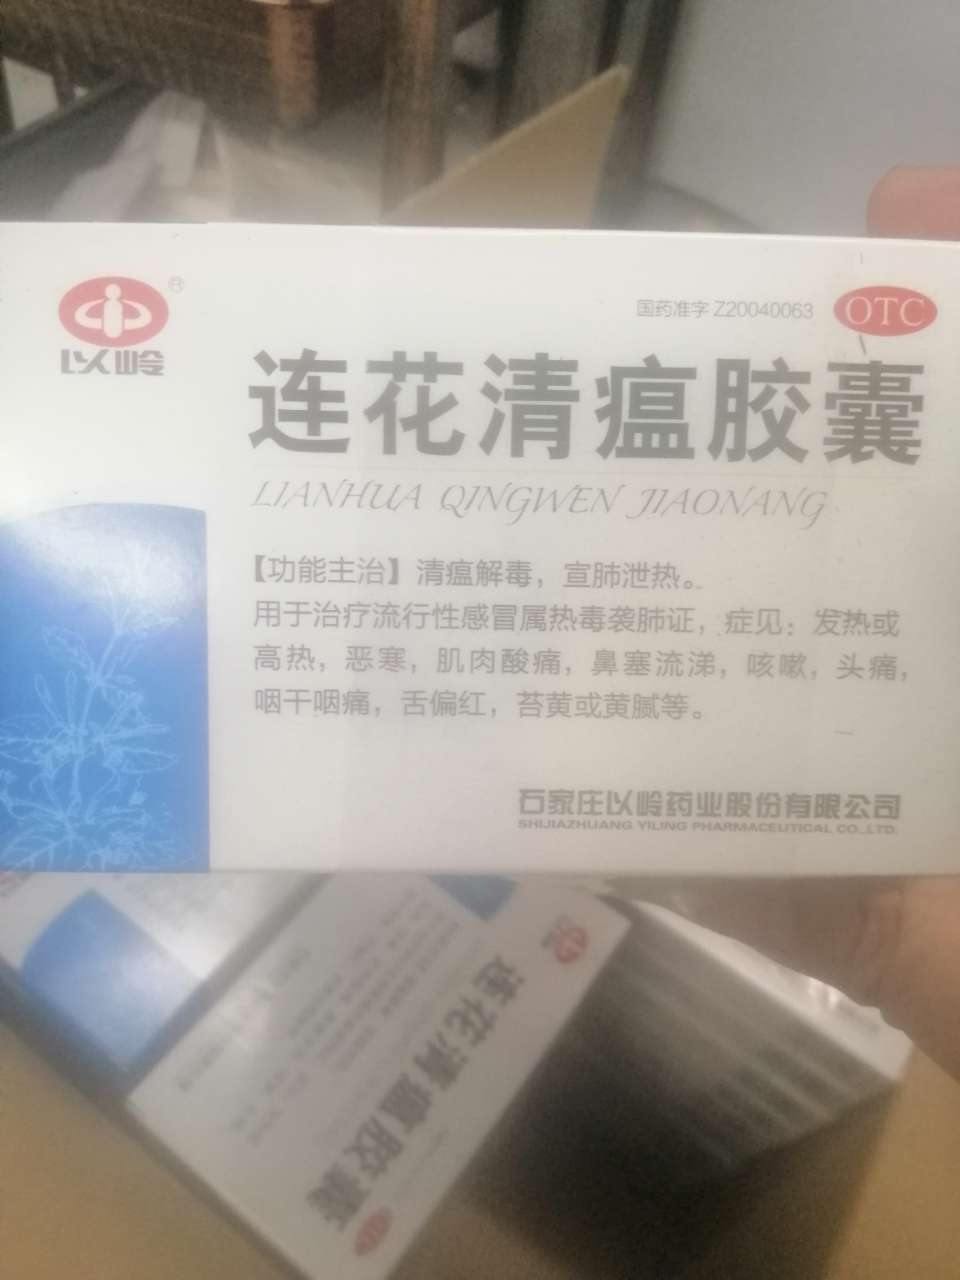 以岭
®
国药准字 Z20040063
OTC
连花清瘟胶囊
LIANHUA QINGWEN JIAONANG
【功能主治】清瘟解毒，宣肺泄热。
用于治疗流行性感冒属热毒袭肺证，症见：发热或
高热，恶寒，肌肉酸痛，鼻塞流涕，咳嗽，头痛，
咽干咽痛，舌偏红，苔黄或黄腻等。
石家庄以岭药业股份有限公司
SHIJIAZHUANG YILING PHARMACEUTICAL CO.,LTD.
连花清瘟胶囊